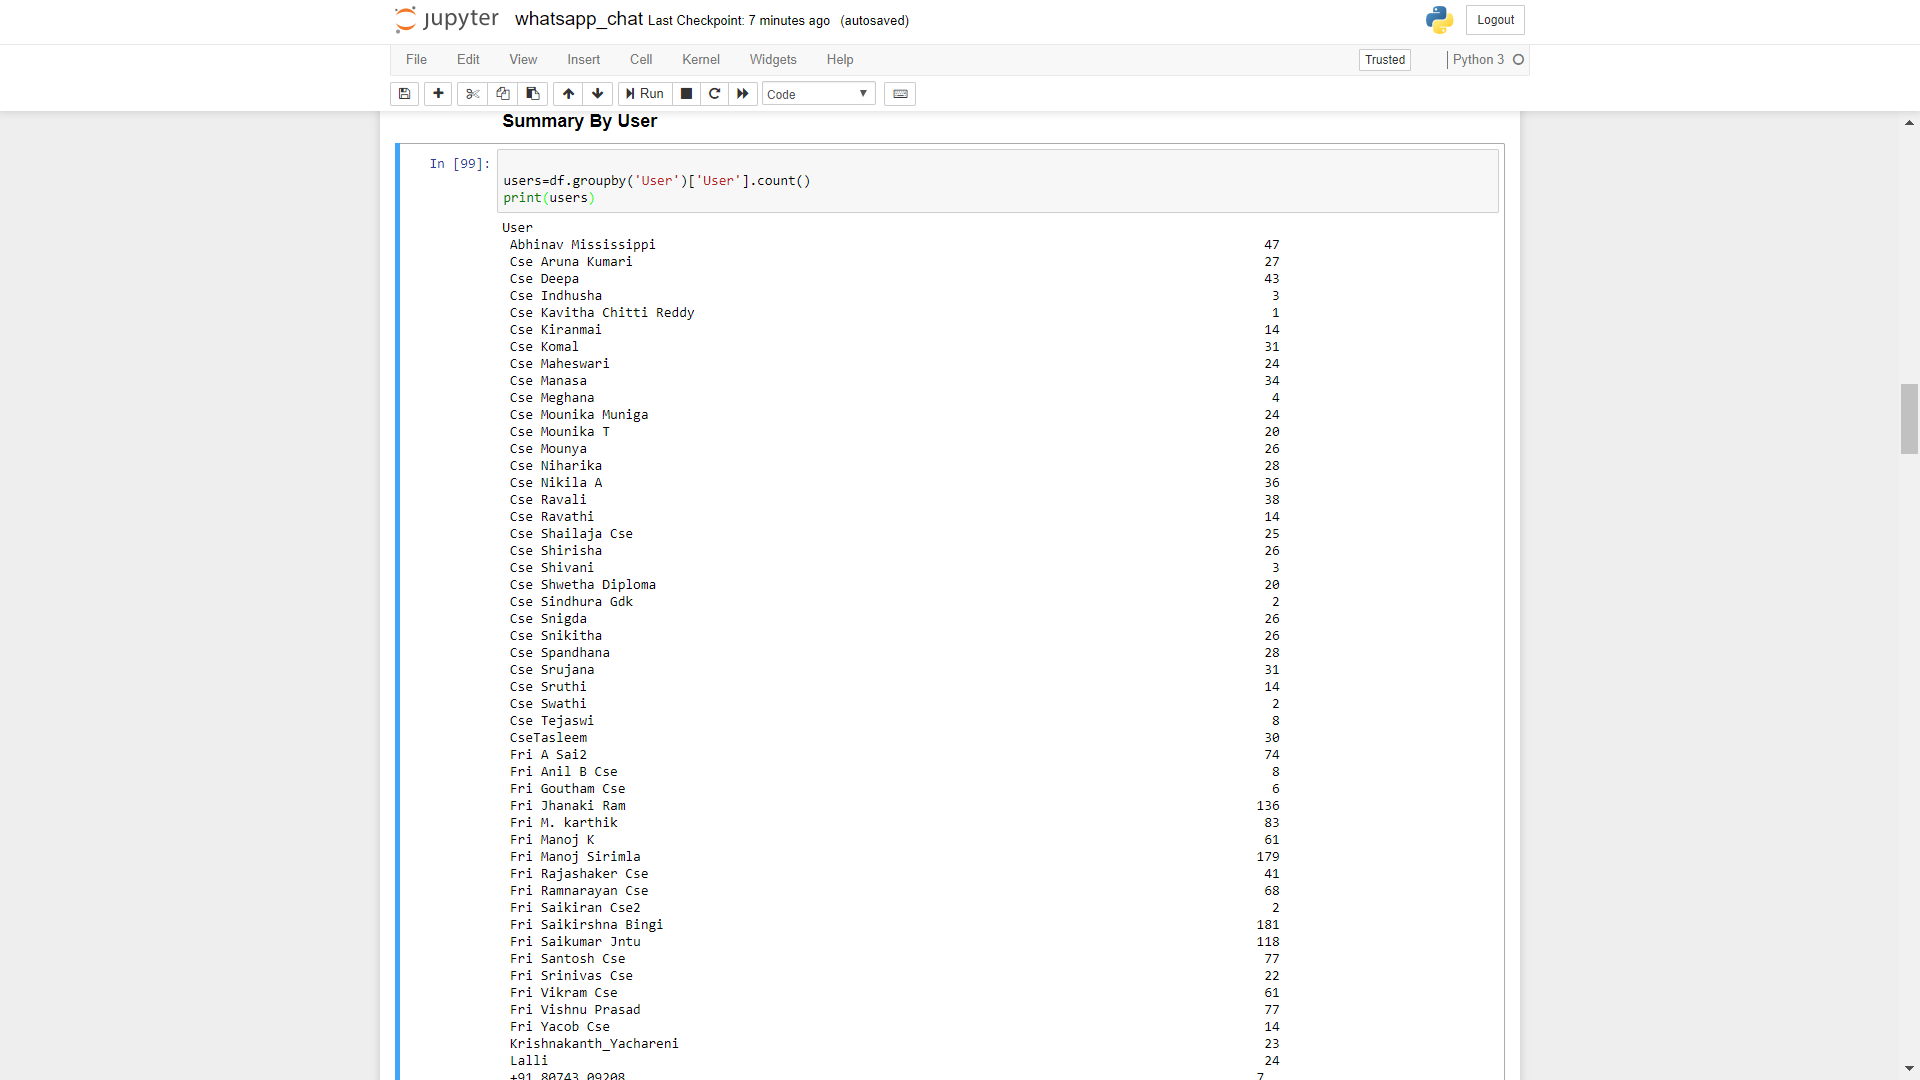 jupyter whatsapp_chat Last Checkpoint: 7 minutes ago (autosaved) Logout
File Edit View Insert Cell Kernel Widgets Help Trusted Python 3
Run Code
Summary By User
In [99]:
users=df.groupby('User')['User'].count()
print(users)
User
Abhinav Mississippi 47
Cse Aruna Kumari 27
Cse Deepa 43
Cse Indhusha 3
Cse Kavitha Chitti Reddy 1
Cse Kiranmai 14
Cse Komal 31
Cse Maheswari 24
Cse Manasa 34
Cse Meghana 4
Cse Mounika Muniga 24
Cse Mounika T 20
Cse Mounya 26
Cse Niharika 28
Cse Nikila A 36
Cse Ravali 38
Cse Ravathi 14
Cse Shailaja Cse 25
Cse Shirisha 26
Cse Shivani 3
Cse Shwetha Diploma 20
Cse Sindhura Gdk 2
Cse Snigda 26
Cse Snikitha 26
Cse Spandhana 28
Cse Srujana 31
Cse Sruthi 14
Cse Swathi 2
Cse Tejaswi 8
CseTasleem 30
Fri A Sai2 74
Fri Anil B Cse 8
Fri Goutham Cse 6
Fri Jhanaki Ram 136
Fri M. karthik 83
Fri Manoj K 61
Fri Manoj Sirimla 179
Fri Rajashaker Cse 41
Fri Ramnarayan Cse 68
Fri Saikiran Cse2 2
Fri Saikirshna Bingi 181
Fri Saikumar Jntu 118
Fri Santosh Cse 77
Fri Srinivas Cse 22
Fri Vikram Cse 61
Fri Vishnu Prasad 77
Fri Yacob Cse 14
Krishnakanth_Yachareni 23
Lalli 24
+91 80743 09208 7